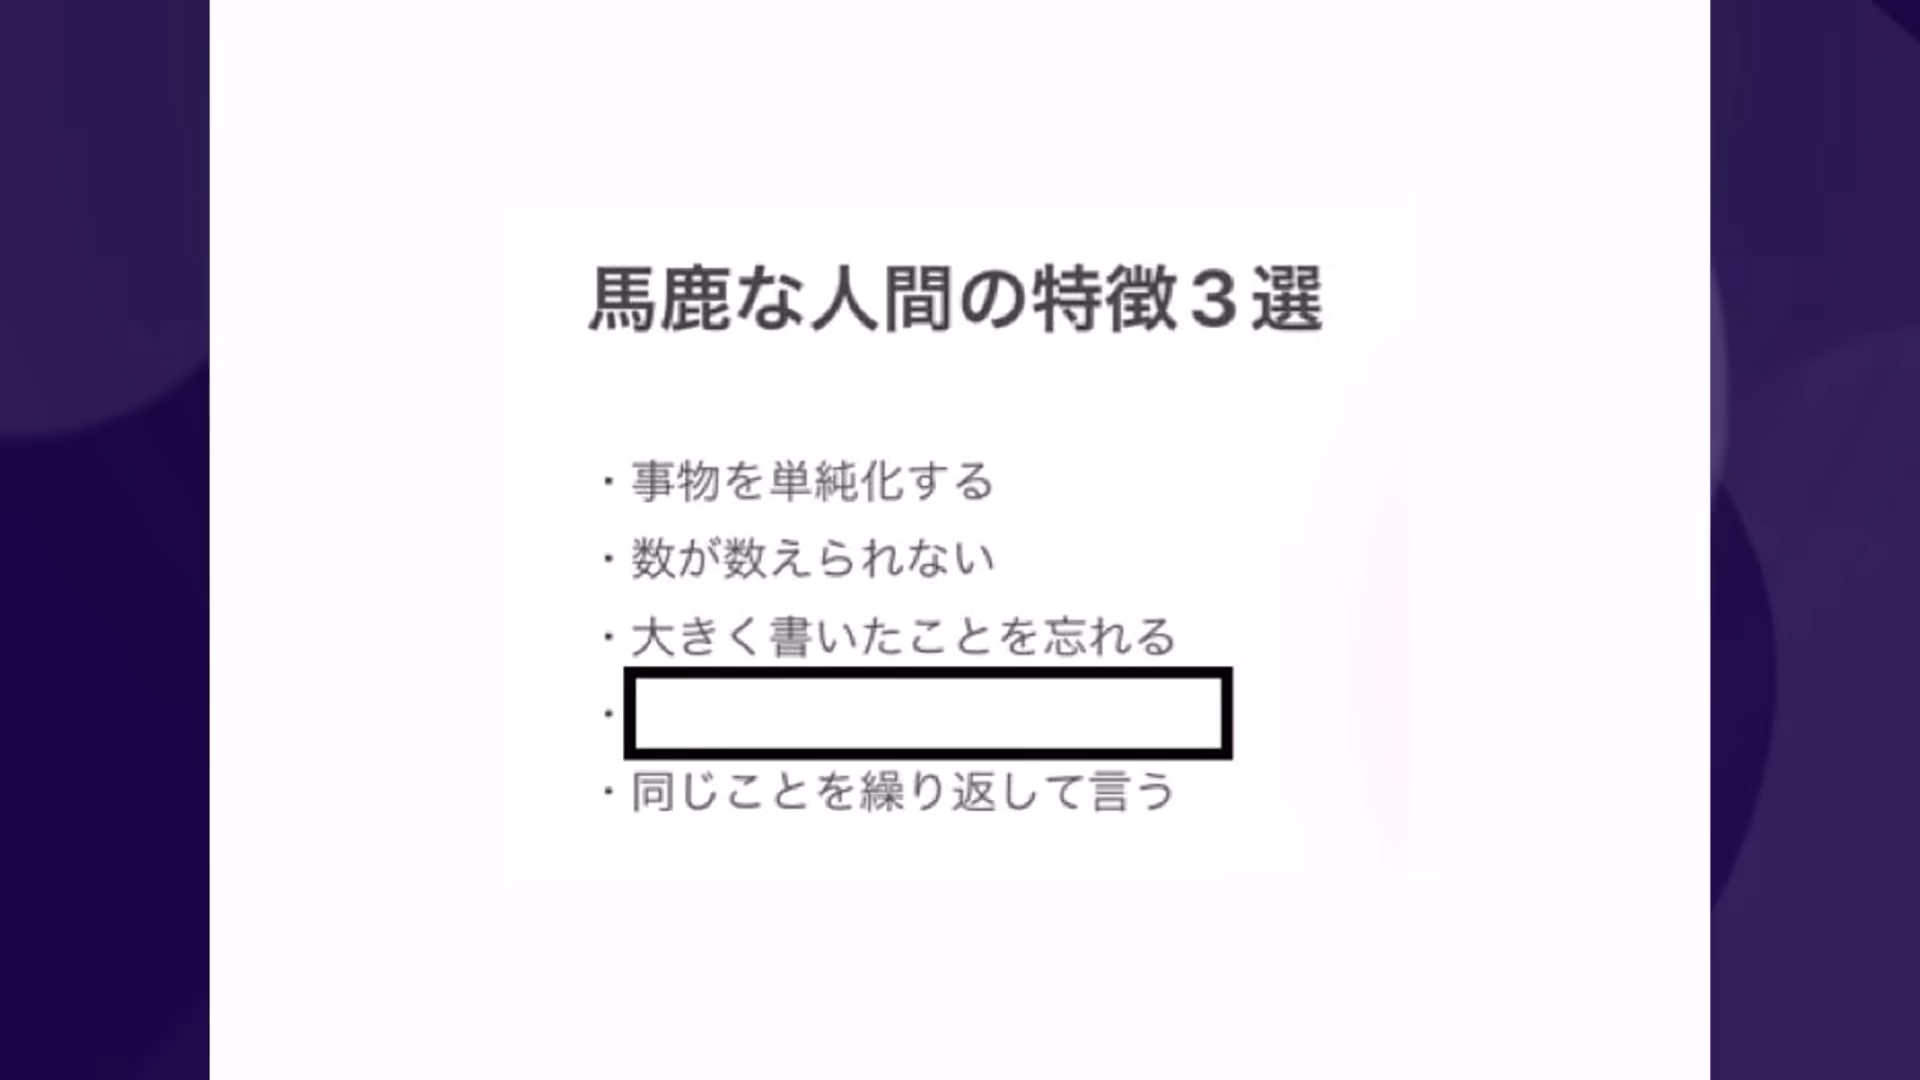 馬鹿な人間の特徴3選
・事物を単純化する
・数が数えられない
・大きく書いたことを忘れる
・
・同じことを繰り返して言う